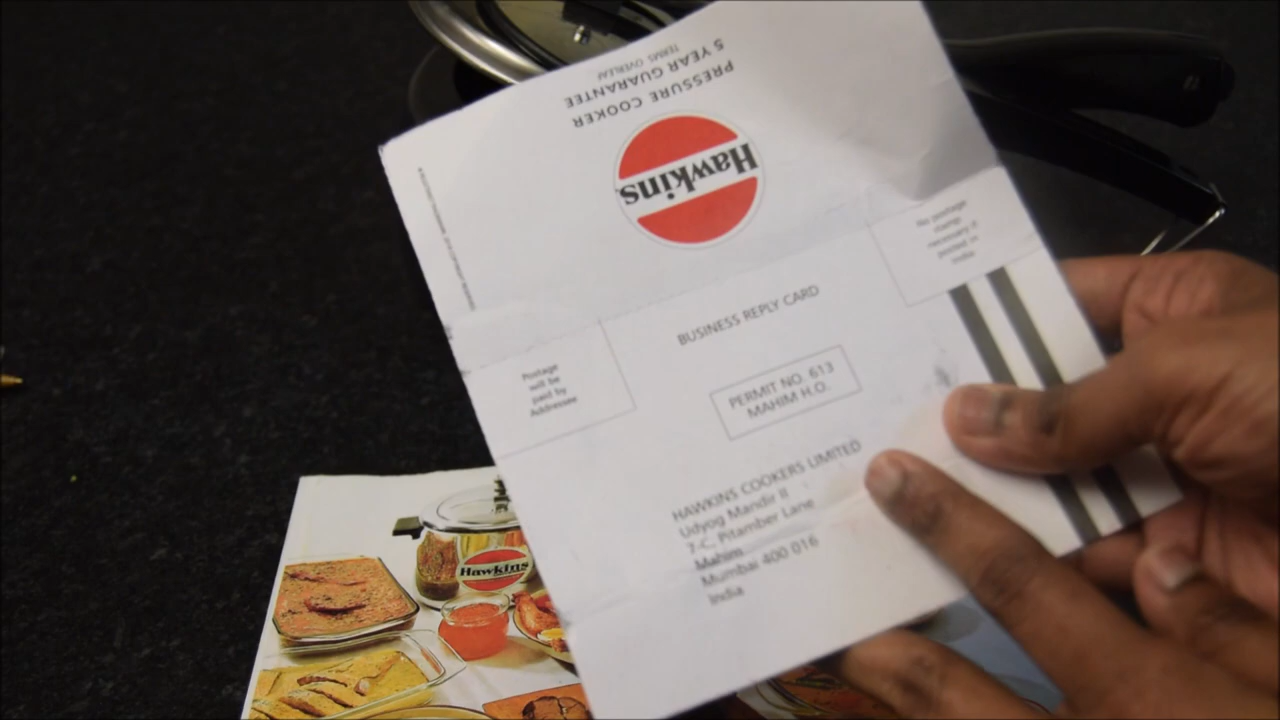 PRESSURE COOKER
5 YEAR GUARANTEE
TERMS OVERLEAF
Hawkins
No postage
stamp
necessary if
posted in
India
BUSINESS REPLY CARD
Postage
will be
paid by
Addressee
PERMIT NO. 613
MAHIM H.O.
HAWKINS COOKERS LIMITED
Udyog Mandir II
7-C, Pitamber Lane
Mahim
Mumbai 400 016
India
Hawkins